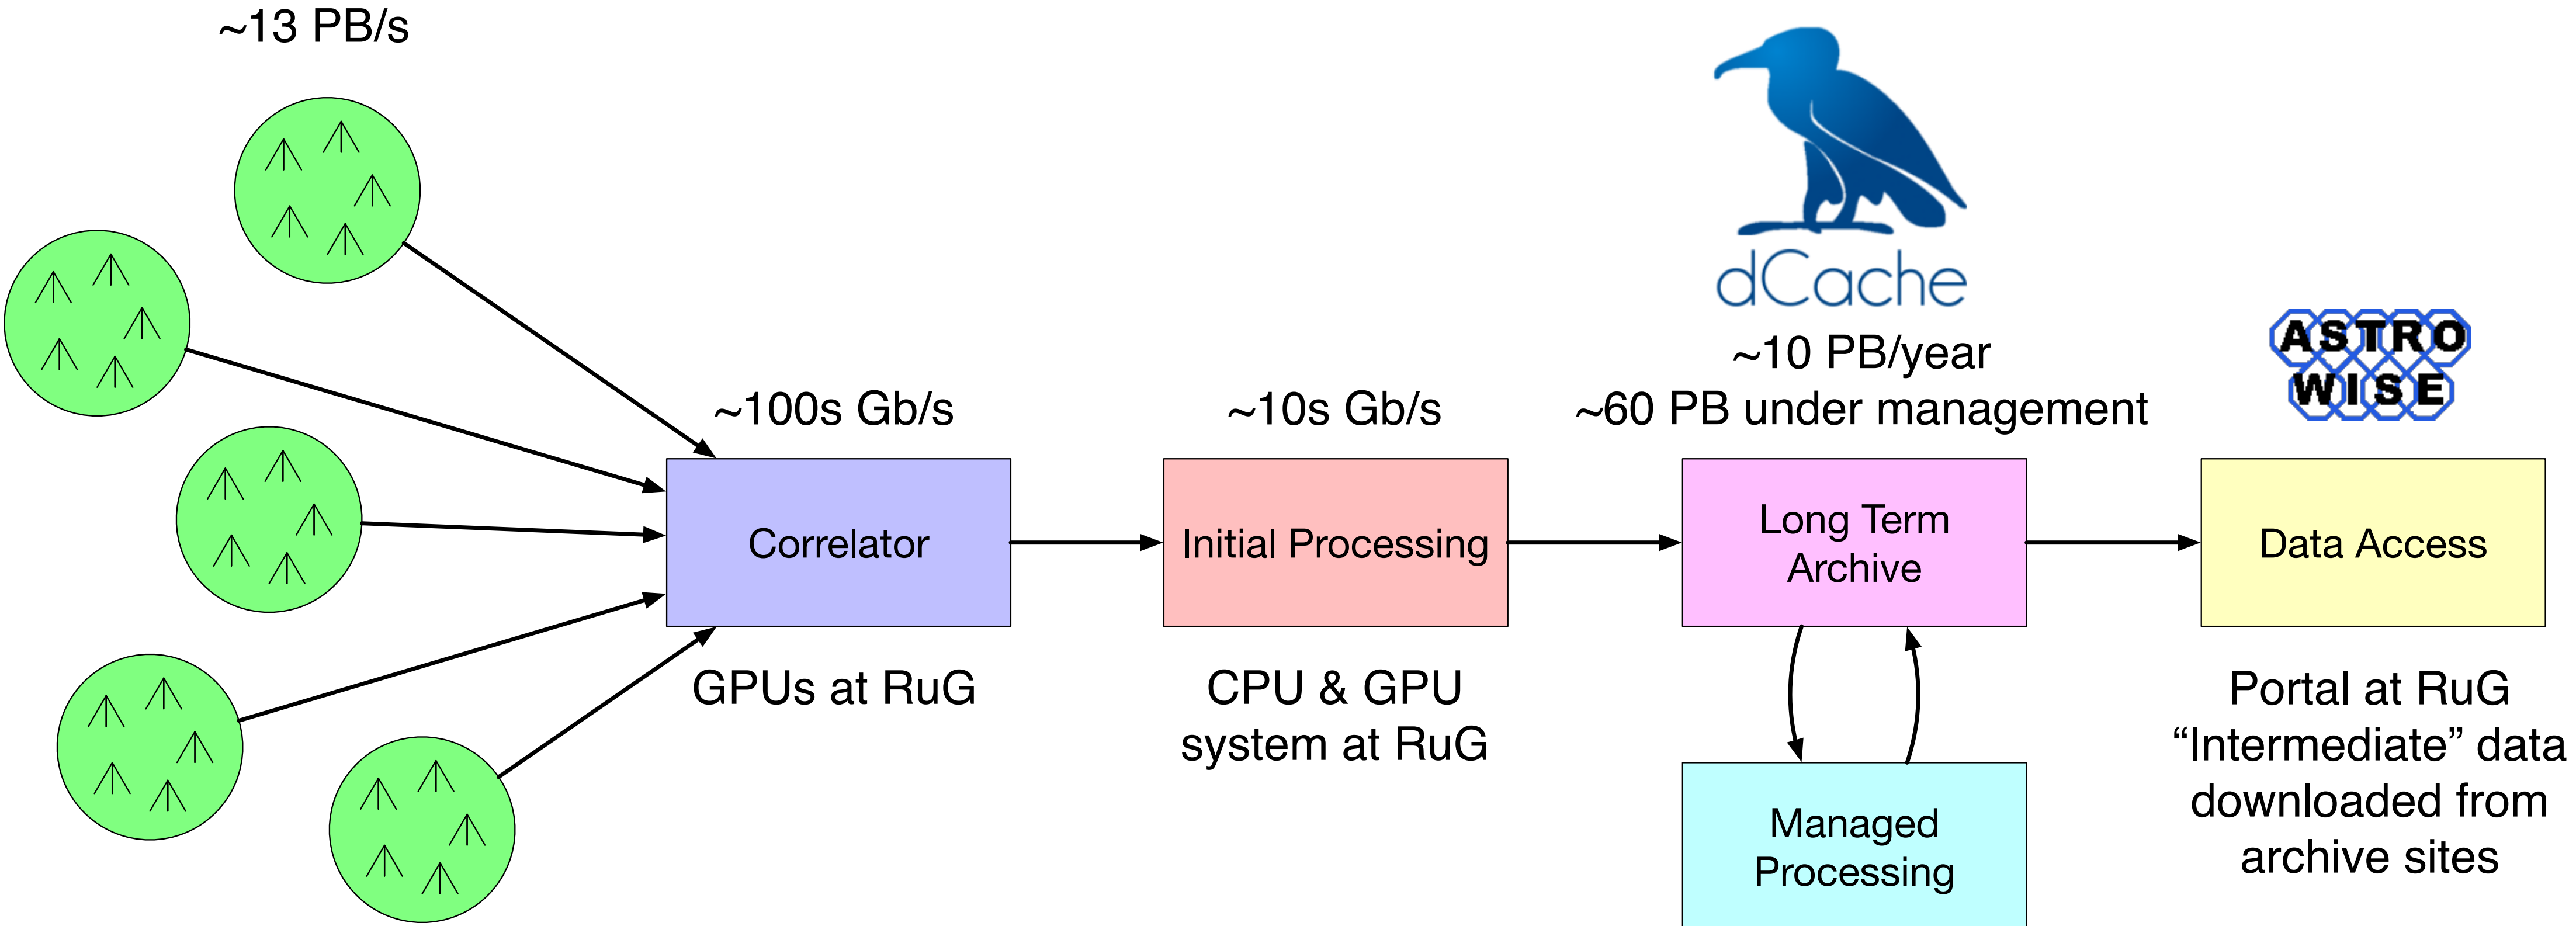 ~13 PB/s
dCache
~10 PB/year
~60 PB under management
ASTRO
WISE
~100s Gb/s
~10s Gb/s
Correlator
Initial Processing
Long Term
Archive
Data Access
GPUs at RuG
CPU & GPU
system at RuG
Managed
Processing
Portal at RuG
“Intermediate” data
downloaded from
archive sites